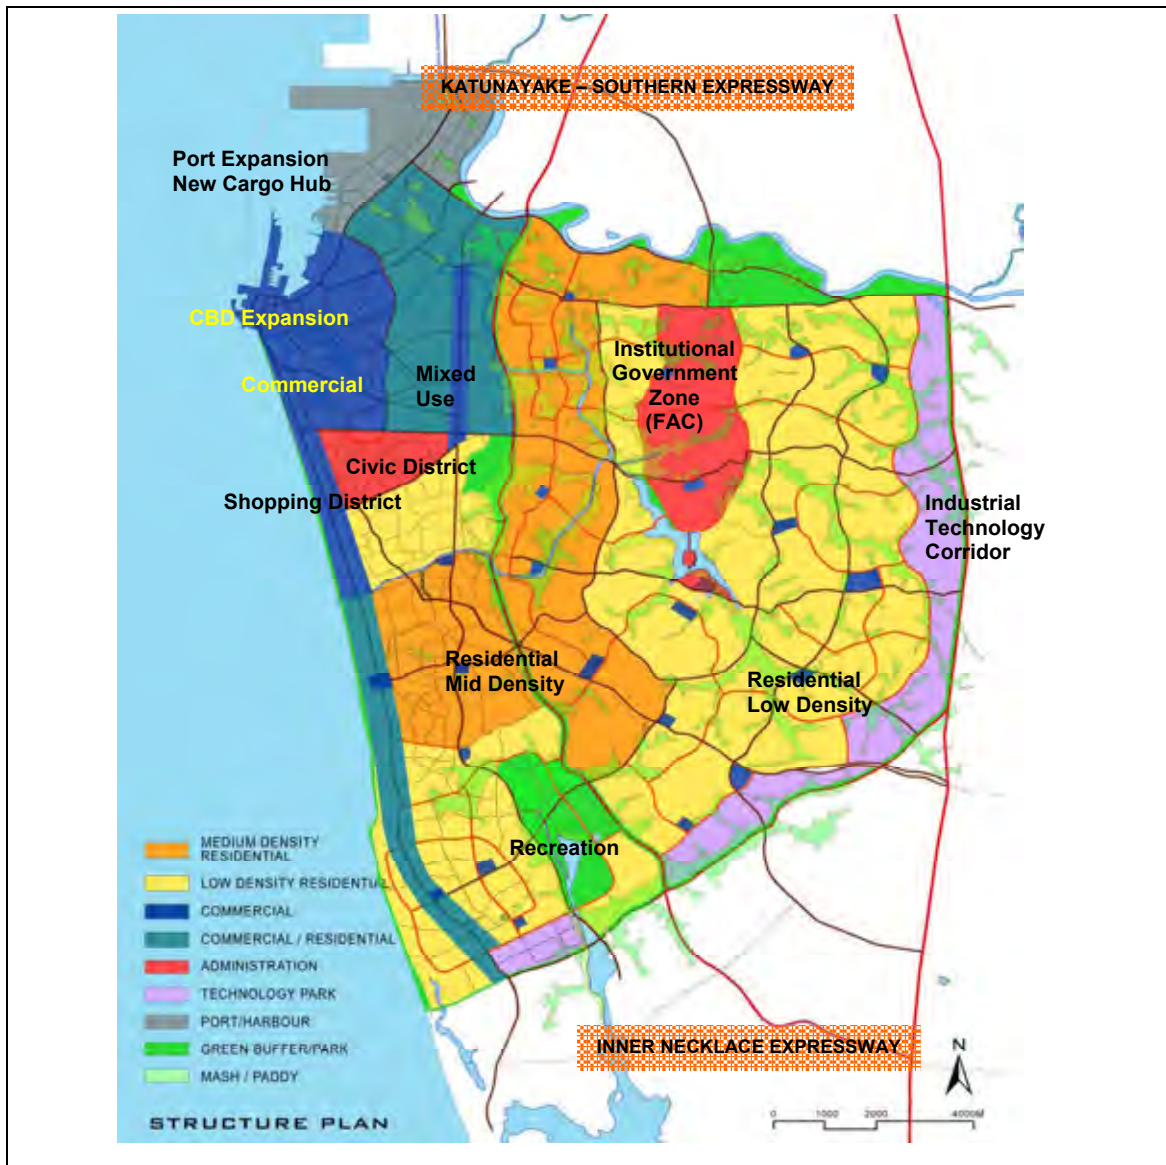 KATUNAYAKE – SOUTHERN EXPRESSWAY
Port Expansion
New Cargo Hub
CBD Expansion
Commercial
Mixed
Use
Institutional
Government
Zone
(FAC)
Civic District
Shopping District
Industrial
Technology
Corridor
Residential
Mid Density
Residential
Low Density
Recreation
MEDIUM DENSITY
RESIDENTIAL
LOW DENSITY RESIDENTIAL
COMMERCIAL
COMMERCIAL / RESIDENTIAL
ADMINISTRATION
TECHNOLOGY PARK
PORT/HARBOUR
GREEN BUFFER/PARK
MASH / PADDY
STRUCTURE PLAN
INNER NECKLACE EXPRESSWAY
N
0 1000 2000 4000M